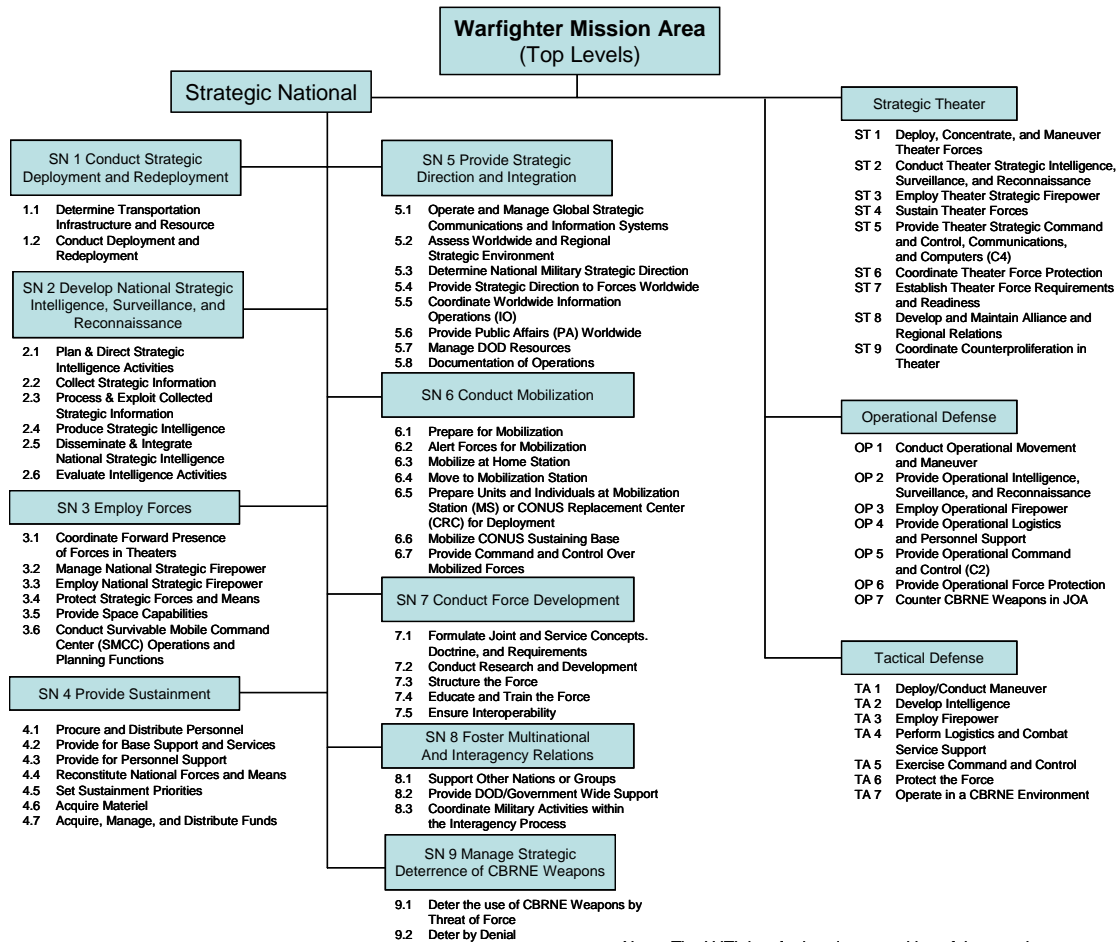 Warfighter Mission Area
(Top Levels)
Strategic National
SN 1 Conduct Strategic
Deployment and Redeployment
1.1 Determine Transportation
Infrastructure and Resource
1.2 Conduct Deployment and
Redeployment
SN 2 Develop National Strategic
Intelligence, Surveillance, and
Reconnaissance
2.1 Plan & Direct Strategic
Intelligence Activities
2.2 Collect Strategic Information
2.3 Process & Exploit Collected
Strategic Information
2.4 Produce Strategic Intelligence
2.5 Disseminate & Integrate
National Strategic Intelligence
2.6 Evaluate Intelligence Activities
SN 3 Employ Forces
3.1 Coordinate Forward Presence
of Forces in Theaters
3.2 Manage National Strategic Firepower
3.3 Employ National Strategic Firepower
3.4 Protect Strategic Forces and Means
3.5 Provide Space Capabilities
3.6 Conduct Survivable Mobile Command
Center (SMCC) Operations and
Planning Functions
SN 4 Provide Sustainment
4.1 Procure and Distribute Personnel
4.2 Provide for Base Support and Services
4.3 Provide for Personnel Support
4.4 Reconstitute National Forces and Means
4.5 Set Sustainment Priorities
4.6 Acquire Materiel
4.7 Acquire, Manage, and Distribute Funds
SN 5 Provide Strategic
Direction and Integration
5.1 Operate and Manage Global Strategic
Communications and Information Systems
5.2 Assess Worldwide and Regional
Strategic Environment
5.3 Determine National Military Strategic Direction
5.4 Provide Strategic Direction to Forces Worldwide
5.5 Coordinate Worldwide Information
Operations (IO)
5.6 Provide Public Affairs (PA) Worldwide
5.7 Manage DOD Resources
5.8 Documentation of Operations
SN 6 Conduct Mobilization
6.1 Prepare for Mobilization
6.2 Alert Forces for Mobilization
6.3 Mobilize at Home Station
6.4 Move to Mobilization Station
6.5 Prepare Units and Individuals at Mobilization
Station (MS) or CONUS Replacement Center
(CRC) for Deployment
6.6 Mobilize CONUS Sustaining Base
6.7 Provide Command and Control Over
Mobilized Forces
SN 7 Conduct Force Development
7.1 Formulate Joint and Service Concepts.
Doctrine, and Requirements
7.2 Conduct Research and Development
7.3 Structure the Force
7.4 Educate and Train the Force
7.5 Ensure Interoperability
SN 8 Foster Multinational
And Interagency Relations
8.1 Support Other Nations or Groups
8.2 Provide DOD/Government Wide Support
8.3 Coordinate Military Activities within
the Interagency Process
SN 9 Manage Strategic
Deterrence of CBRNE Weapons
9.1 Deter the use of CBRNE Weapons by
Threat of Force
9.2 Deter by Denial
Strategic Theater
ST 1 Deploy, Concentrate, and Maneuver
Theater Forces
ST 2 Conduct Theater Strategic Intelligence,
Surveillance, and Reconnaissance
ST 3 Employ Theater Strategic Firepower
ST 4 Sustain Theater Forces
ST 5 Provide Theater Strategic Command
and Control, Communications,
and Computers (C4)
ST 6 Coordinate Theater Force Protection
ST 7 Establish Theater Force Requirements
and Readiness
ST 8 Develop and Maintain Alliance and
Regional Relations
ST 9 Coordinate Counterproliferation in
Theater
Operational Defense
OP 1 Conduct Operational Movement
and Maneuver
OP 2 Provide Operational Intelligence,
Surveillance, and Reconnaissance
OP 3 Employ Operational Firepower
OP 4 Provide Operational Logistics
and Personnel Support
OP 5 Provide Operational Command
and Control (C2)
OP 6 Provide Operational Force Protection
OP 7 Counter CBRNE Weapons in JOA
Tactical Defense
TA 1 Deploy/Conduct Maneuver
TA 2 Develop Intelligence
TA 3 Employ Firepower
TA 4 Perform Logistics and Combat
Service Support
TA 5 Exercise Command and Control
TA 6 Protect the Force
TA 7 Operate in a CBRNE Environment